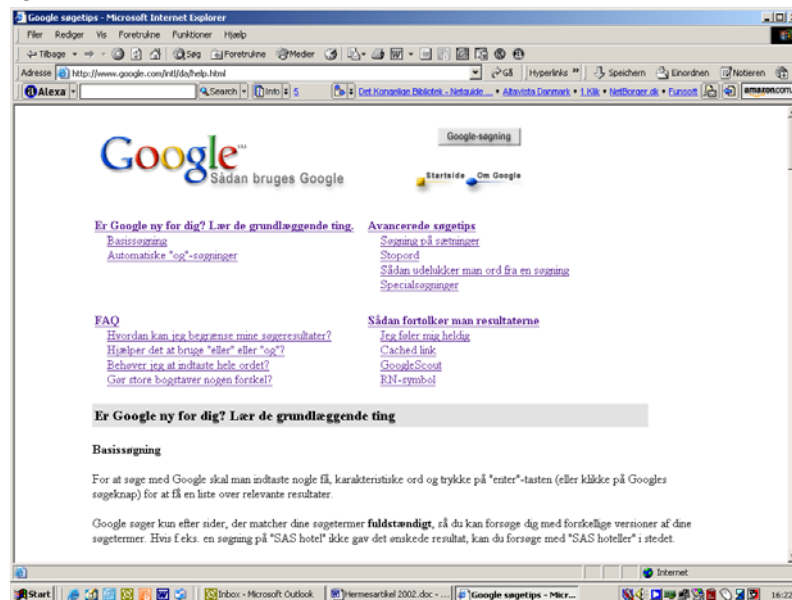 Google søgetips - Microsoft Internet Explorer
Filer Rediger Vis Foretrukne Funktioner Hjælp
Tilbage Søg Foretrukne Medier
Adresse http://www.google.com/intl/da/help.html Gå Hyperlinks » Speichern Einordnen Notieren
Alexa Search Info 5 Det Kongelige Bibliotek - Netguide ... • Altavista Danmark • 1.Klik • NetBorger.dk • Funsoft amazon.com.
Google™
Sådan bruges Google
Google-søgning
Startside Om Google
Er Google ny for dig? Lær de grundlæggende ting.
Basissøgning
Automatiske "og"-søgninger
Avancerede søgetips
Søgning på sætninger
Stopord
Sådan udelukker man ord fra en søgning
Specialsøgninger
FAQ
Hvordan kan jeg begrænse mine søgeresultater?
Hjælper det at bruge "eller" eller "og"?
Behøver jeg at indtaste hele ordet?
Gør store bogstaver nogen forskel?
Sådan fortolker man resultaterne
Jeg føler mig heldig
Cached link
GoogleScout
RN-symbol
Er Google ny for dig? Lær de grundlæggende ting
Basissøgning
For at søge med Google skal man indtaste nogle få, karakteristiske ord og trykke på "enter"-tasten (eller klikke på Googles
søgeknap) for at få en liste over relevante resultater.
Google søger kun efter sider, der matcher dine søgetermer fuldstændigt, så du kan forsøge dig med forskellige versioner af dine
søgetermer. Hvis f.eks. en søgning på "SAS hotel" ikke gav det ønskede resultat, kan du forsøge med "SAS hoteller" i stedet.
Internet
Start Inbox - Microsoft Outlook Hermesartikel 2002.doc - ... Google søgetips - Micr... 16:22